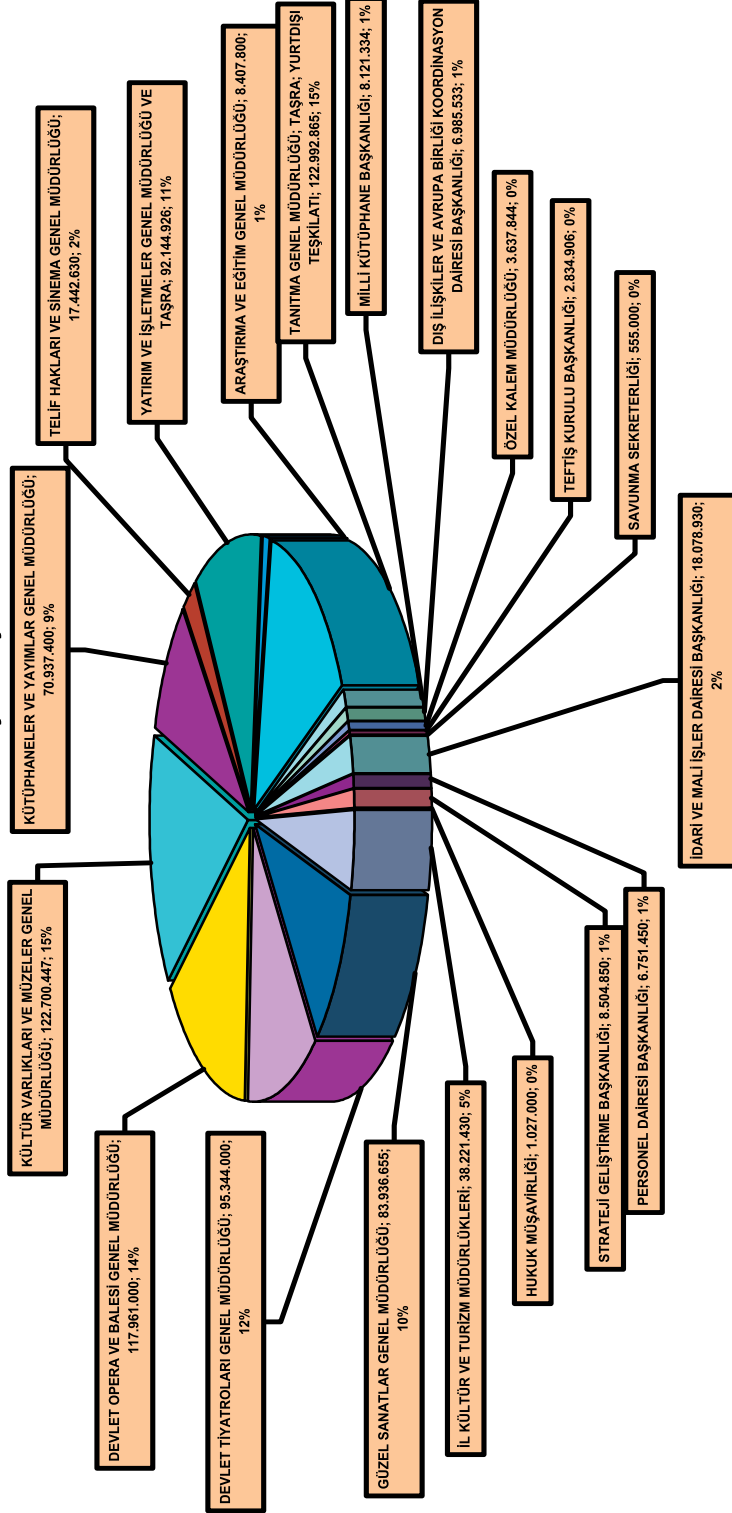 KÜLTÜR VARLIKLARI VE MÜZELER GENEL
MÜDÜRLÜĞÜ; 122.700.447; 15%
KÜTÜPHANELER VE YAYIMLAR GENEL MÜDÜRLÜĞÜ;
70.937.400; 9%
TELİF HAKLARI VE SİNEMA GENEL MÜDÜRLÜĞÜ;
17.442.630; 2%
YATIRIM VE İŞLETMELER GENEL MÜDÜRLÜĞÜ VE
TAŞRA; 92.144.926; 11%
ARAŞTIRMA VE EĞİTİM GENEL MÜDÜRLÜĞÜ; 8.407.800;
1%
TANITMA GENEL MÜDÜRLÜĞÜ; TAŞRA; YURTDIŞI
TEŞKİLATI; 122.992.865; 15%
MİLLİ KÜTÜPHANE BAŞKANLIĞI; 8.121.334; 1%
DIŞ İLİŞKİLER VE AVRUPA BİRLİĞİ KOORDİNASYON
DAİRESİ BAŞKANLIĞI; 6.985.533; 1%
ÖZEL KALEM MÜDÜRLÜĞÜ; 3.637.844; 0%
TEFTİŞ KURULU BAŞKANLIĞI; 2.834.906; 0%
SAVUNMA SEKRETERLİĞİ; 555.000; 0%
İDARİ VE MALİ İŞLER DAİRESİ BAŞKANLIĞI; 18.078.930;
2%
PERSONEL DAİRESİ BAŞKANLIĞI; 6.751.450; 1%
STRATEJİ GELİŞTİRME BAŞKANLIĞI; 8.504.850; 1%
HUKUK MÜŞAVİRLİĞİ; 1.027.000; 0%
İL KÜLTÜR VE TURİZM MÜDÜRLÜKLERİ; 38.221.430; 5%
GÜZEL SANATLAR GENEL MÜDÜRLÜĞÜ; 83.936.655;
10%
DEVLET TİYATROLARI GENEL MÜDÜRLÜĞÜ; 95.344.000;
12%
DEVLET OPERA VE BALESİ GENEL MÜDÜRLÜĞÜ;
117.961.000; 14%